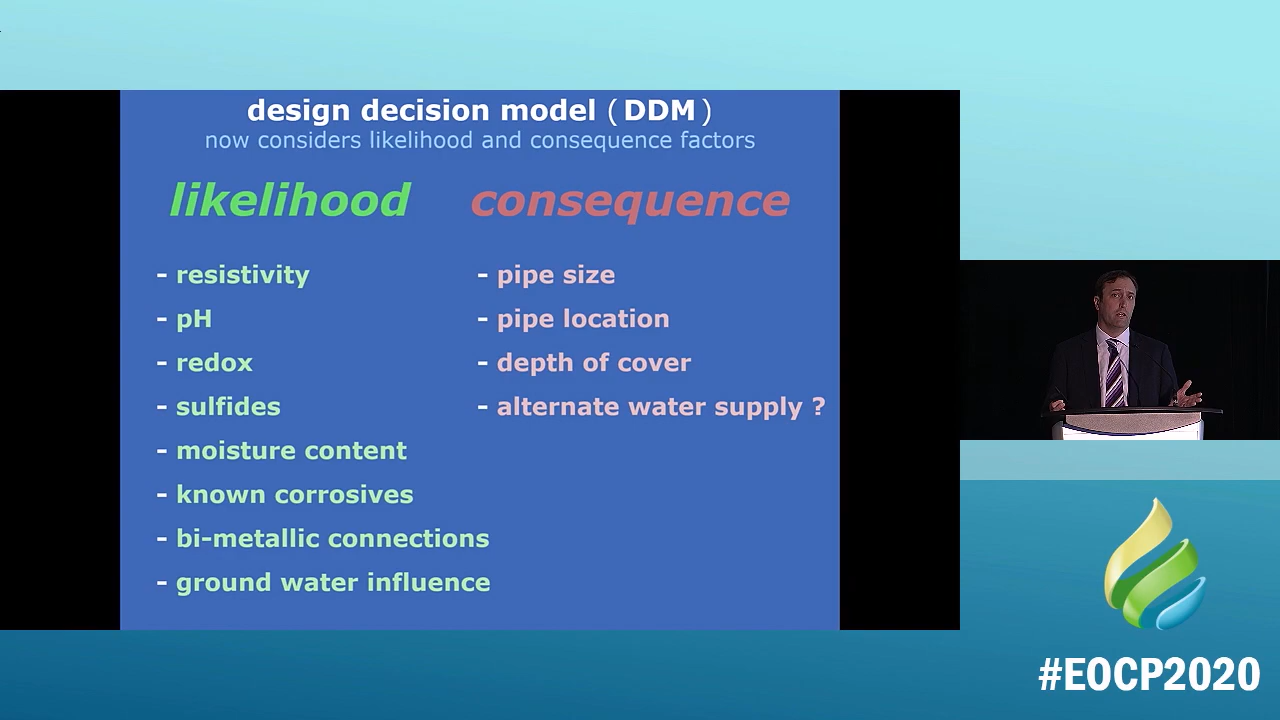 design decision model (DDM)
now considers likelihood and consequence factors
likelihood
- resistivity
- pH
- redox
- sulfides
- moisture content
- known corrosives
- bi-metallic connections
- ground water influence
consequence
- pipe size
- pipe location
- depth of cover
- alternate water supply ?
#EOCP2020